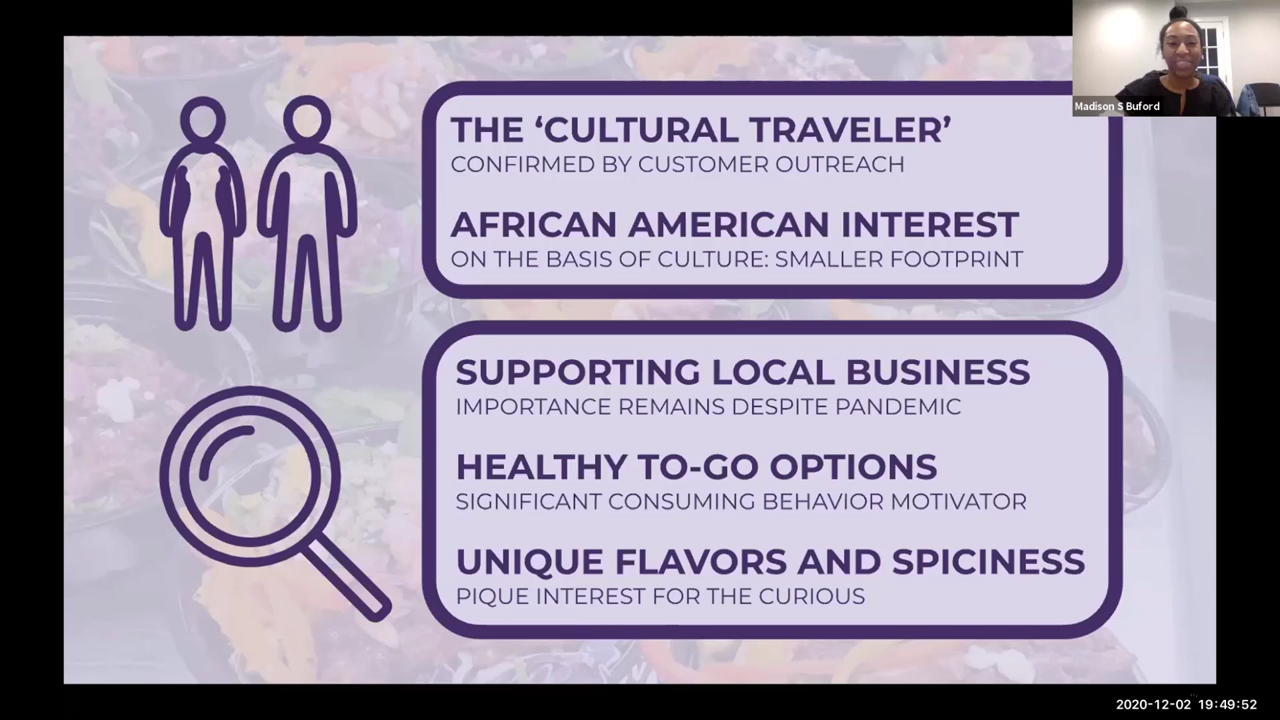 THE ‘CULTURAL TRAVELER’
CONFIRMED BY CUSTOMER OUTREACH
AFRICAN AMERICAN INTEREST
ON THE BASIS OF CULTURE: SMALLER FOOTPRINT
SUPPORTING LOCAL BUSINESS
IMPORTANCE REMAINS DESPITE PANDEMIC
HEALTHY TO-GO OPTIONS
SIGNIFICANT CONSUMING BEHAVIOR MOTIVATOR
UNIQUE FLAVORS AND SPICINESS
PIQUE INTEREST FOR THE CURIOUS
Madison S Buford
2020-12-02 19:49:52